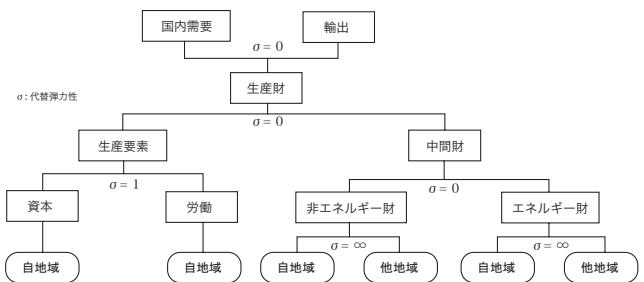 国内需要
輸出
σ = 0
生産財
σ : 代替弾力性
σ = 0
生産要素
中間財
σ = 1
σ = 0
資本
労働
非エネルギー財
エネルギー財
σ = ∞
σ = ∞
自地域
自地域
自地域
他地域
自地域
他地域